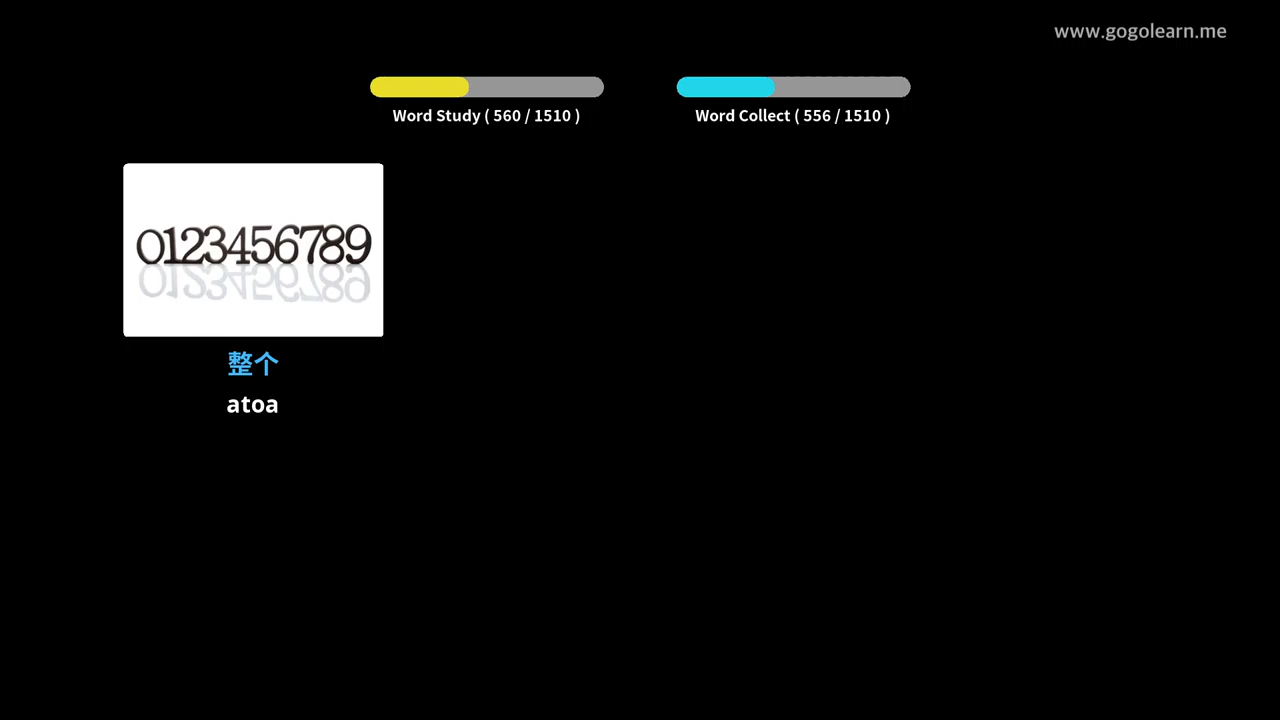 www.gogolearn.me
Word Study ( 560 / 1510 )
Word Collect ( 556 / 1510 )
0123456789
整个
atoa